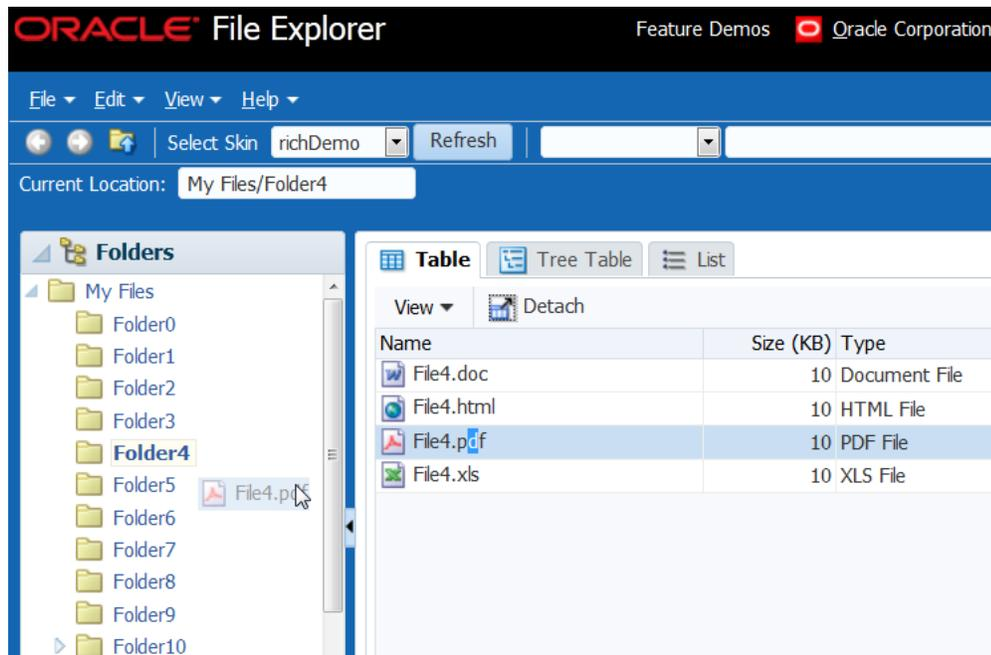 ORACLE File Explorer
Feature Demos Oracle Corporation
File Edit View Help
Select Skin richDemo Refresh
Current Location: My Files/Folder4
Folders
My Files
Folder0
Folder1
Folder2
Folder3
Folder4
Folder5
File4.pdf
Folder6
Folder7
Folder8
Folder9
Folder10
Table Tree Table List
View Detach
Name Size (KB) Type
File4.doc 10 Document File
File4.html 10 HTML File
File4.pdf 10 PDF File
File4.xls 10 XLS File